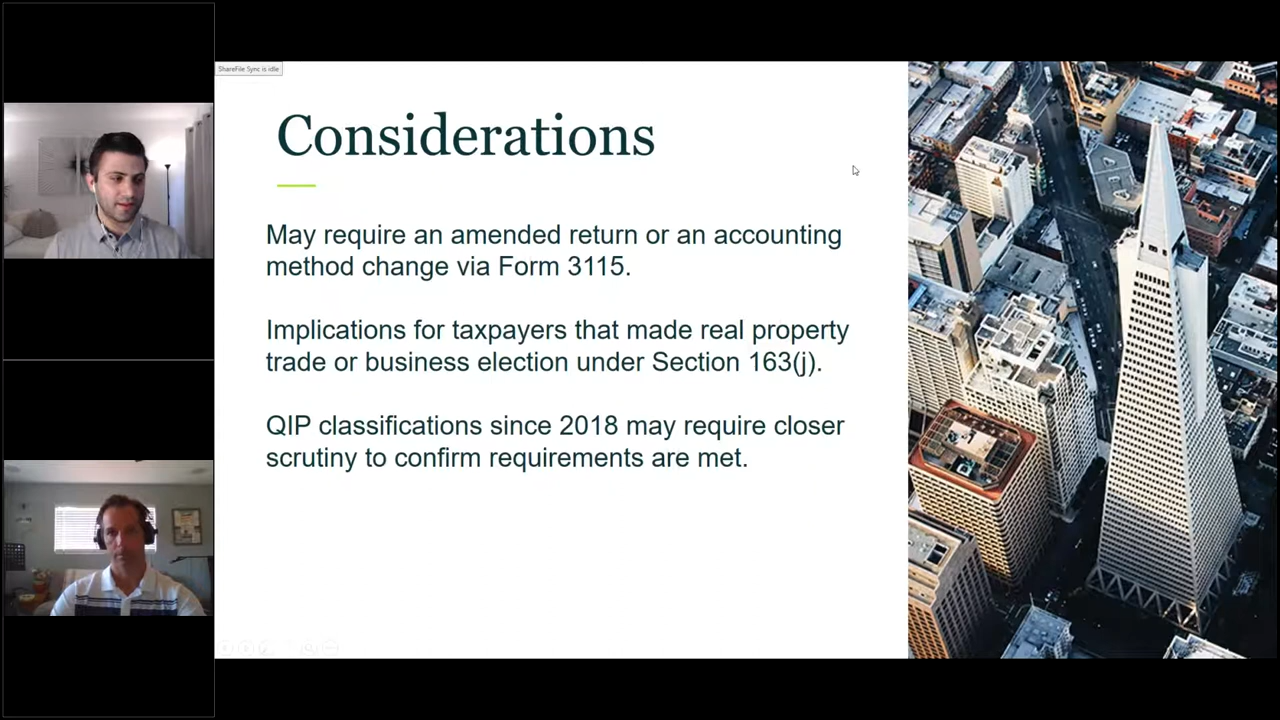 ShareFile Sync is idle
Considerations
May require an amended return or an accounting
method change via Form 3115.
Implications for taxpayers that made real property
trade or business election under Section 163(j).
QIP classifications since 2018 may require closer
scrutiny to confirm requirements are met.